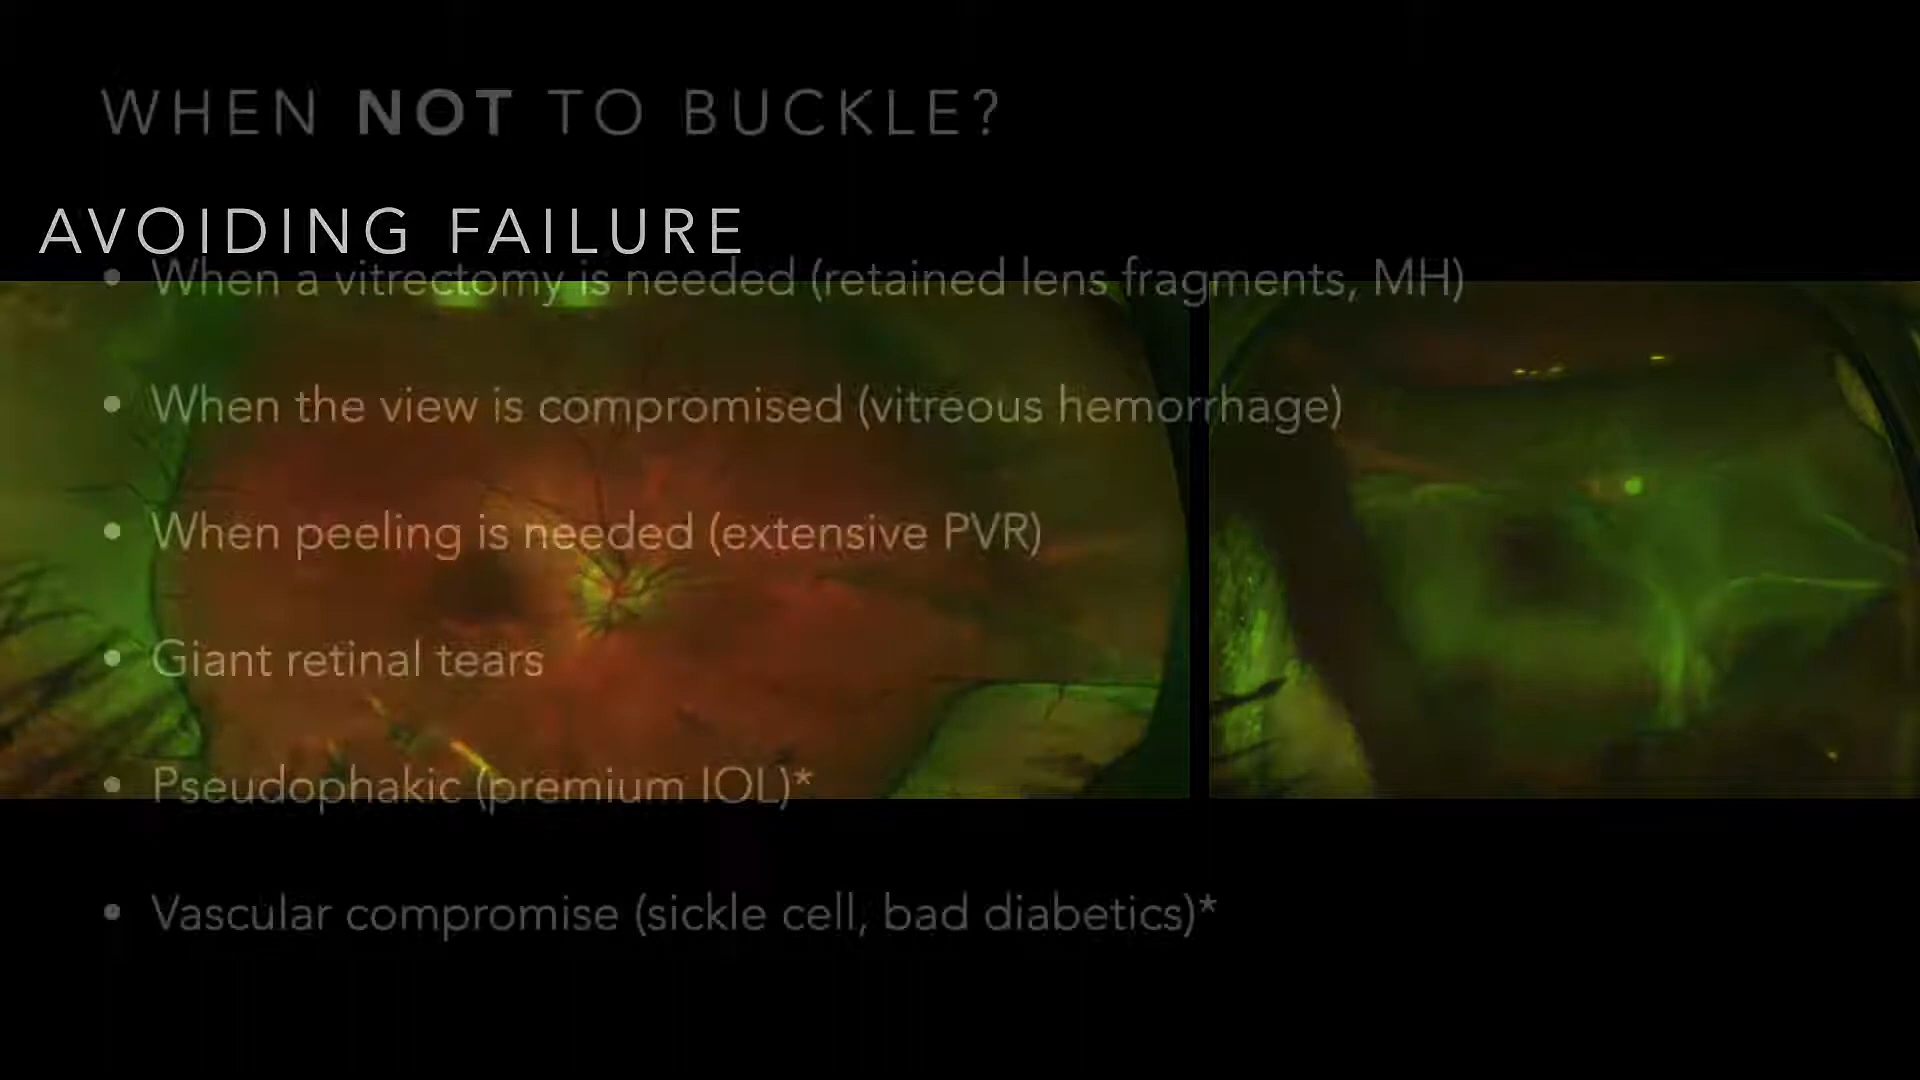 WHEN NOT TO BUCKLE?
AVOIDING FAILURE
• When a vitrectomy is needed (retained lens fragments, MH)
• When the view is compromised (vitreous hemorrhage)
• When peeling is needed (extensive PVR)
• Giant retinal tears
• Pseudophakic (premium IOL)*
• Vascular compromise (sickle cell, bad diabetics)*